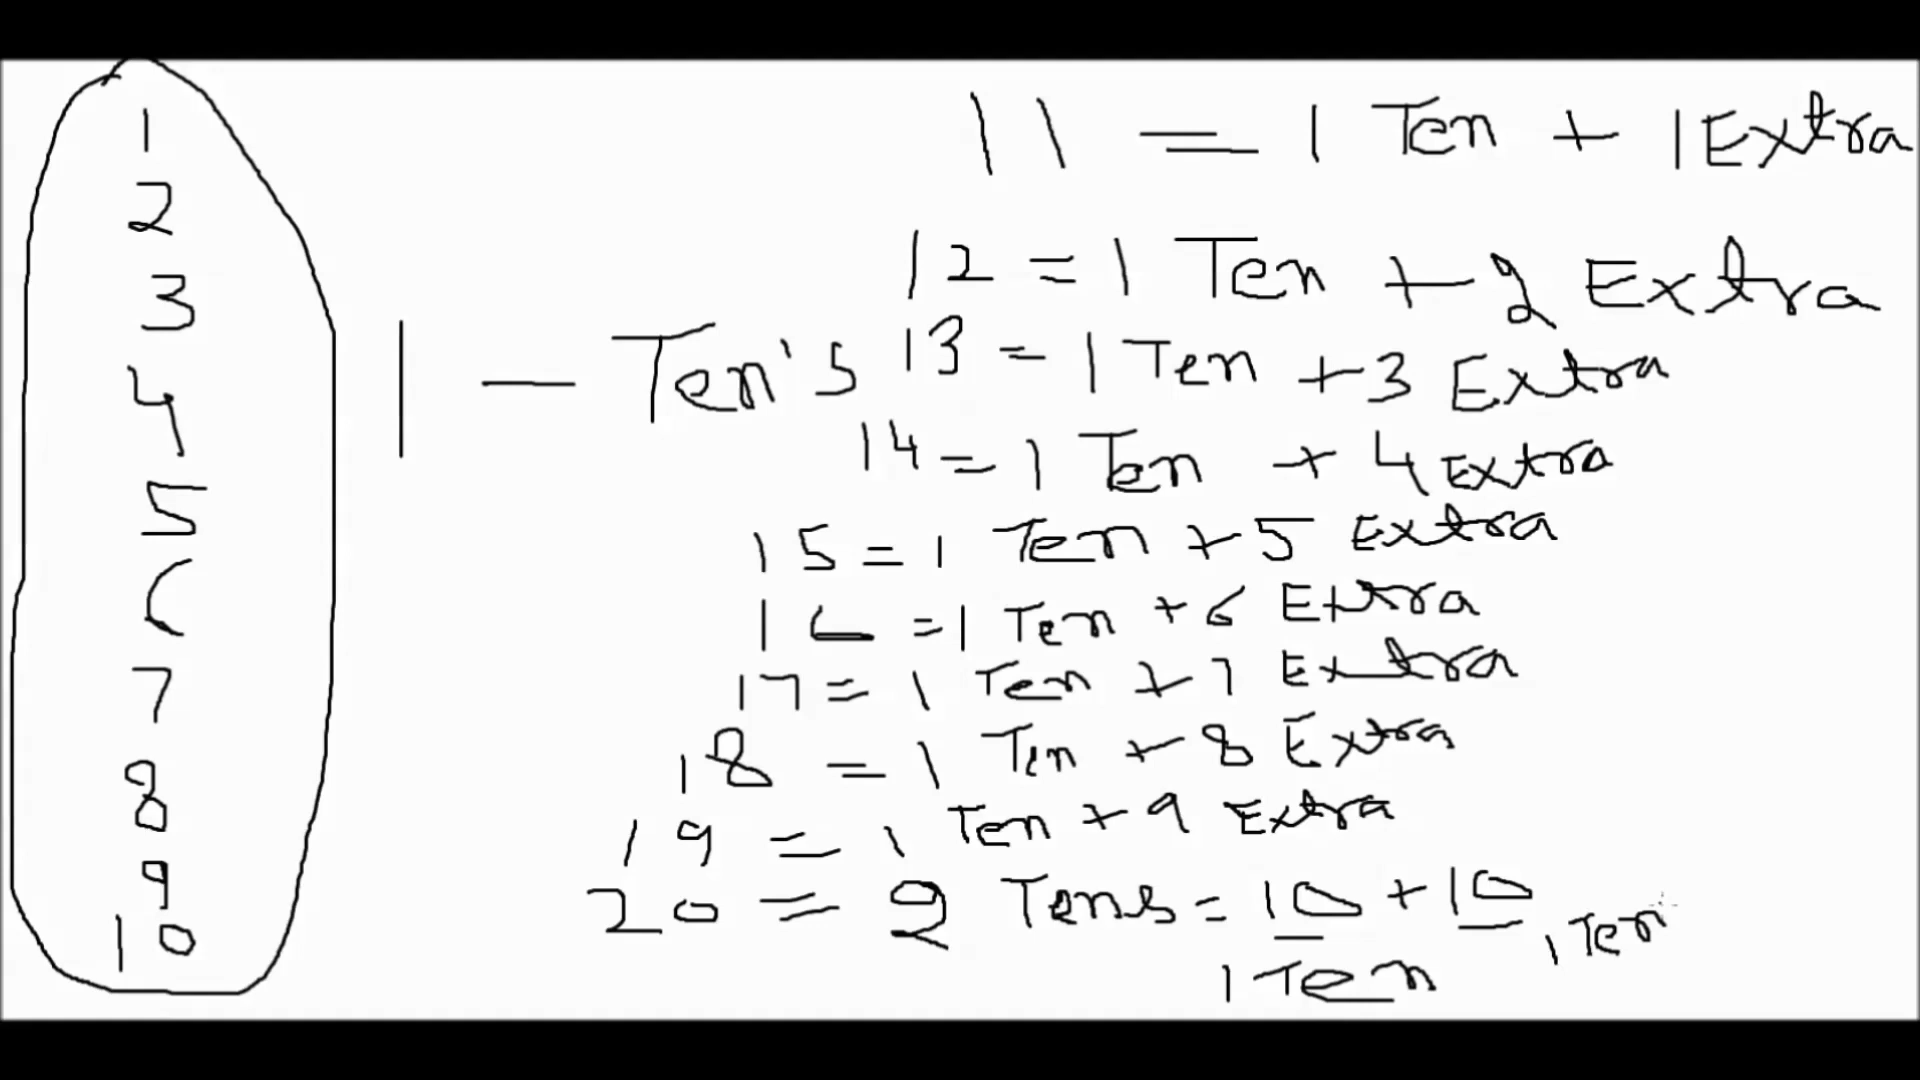 1
2
3
4
5
6
7
8
9
10
1 — Ten's
11 = 1 Ten + 1 Extra
12 = 1 Ten + 2 Extra
13 = 1 Ten + 3 Extra
14 = 1 Ten + 4 Extra
15 = 1 Ten + 5 Extra
16 = 1 Ten + 6 Extra
17 = 1 Ten + 7 Extra
18 = 1 Ten + 8 Extra
19 = 1 Ten + 9 Extra
20 = 2 Tens = 10 + 10
1 Ten 1 Ten